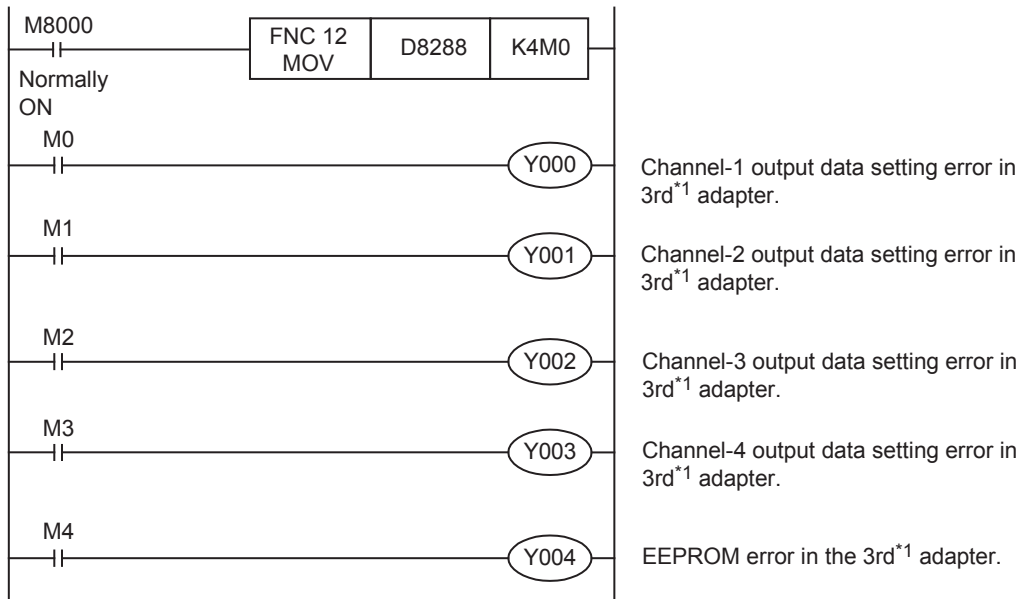 M8000
FNC 12
MOV
D8288
K4M0
Normally
ON
M0
Y000
Channel-1 output data setting error in
3rd*1 adapter.
M1
Y001
Channel-2 output data setting error in
3rd*1 adapter.
M2
Y002
Channel-3 output data setting error in
3rd*1 adapter.
M3
Y003
Channel-4 output data setting error in
3rd*1 adapter.
M4
Y004
EEPROM error in the 3rd*1 adapter.